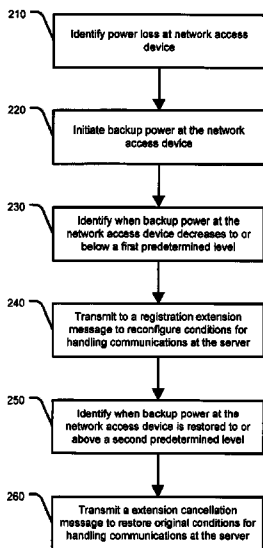 210
Identify power loss at network access
device
220
Initiate backup power at the network
access device
230
Identify when backup power at the
network access device decreases to or
below a first predetermined level
240
Transmit to a registration extension
message to reconfigure conditions for
handling communications at the server
250
Identify when backup power at the
network access device is restored to or
above a second predetermined level
260
Transmit a extension cancellation
message to restore original conditions for
handling communications at the server